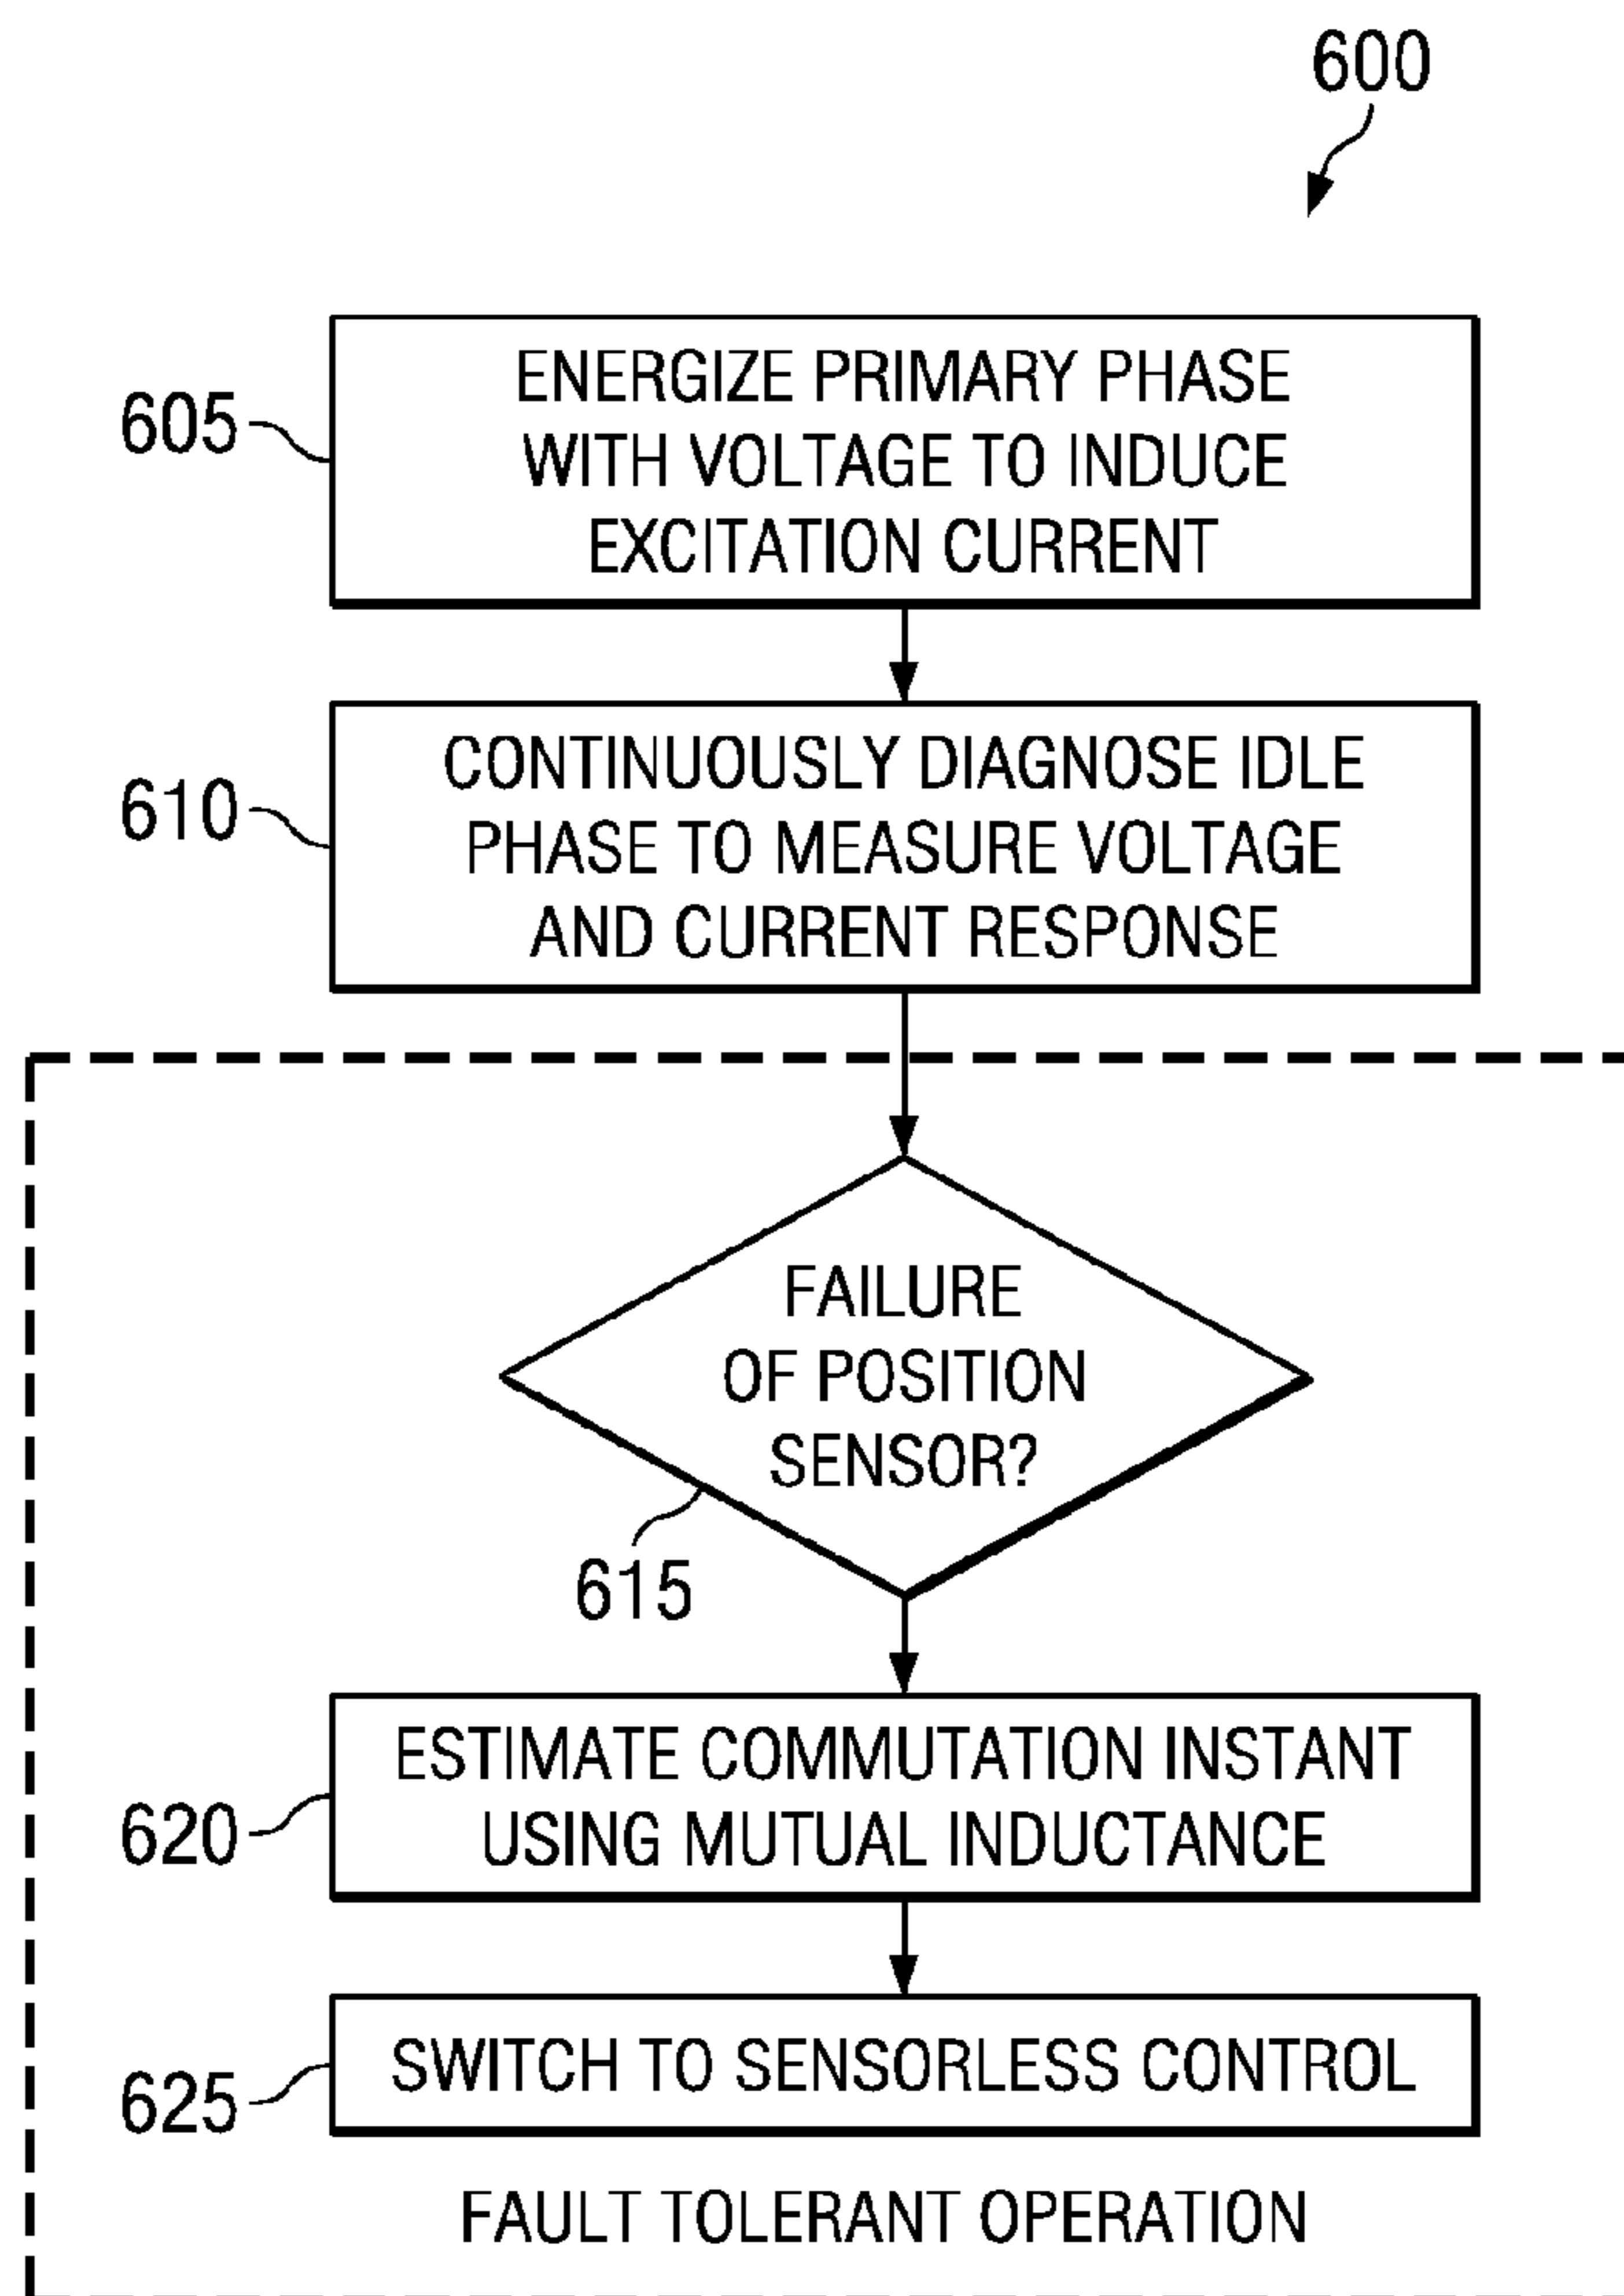 600
605
ENERGIZE PRIMARY PHASE
WITH VOLTAGE TO INDUCE
EXCITATION CURRENT
610
CONTINUOUSLY DIAGNOSE IDLE
PHASE TO MEASURE VOLTAGE
AND CURRENT RESPONSE
FAILURE
OF POSITION
SENSOR?
615
620
ESTIMATE COMMUTATION INSTANT
USING MUTUAL INDUCTANCE
625
SWITCH TO SENSORLESS CONTROL
FAULT TOLERANT OPERATION